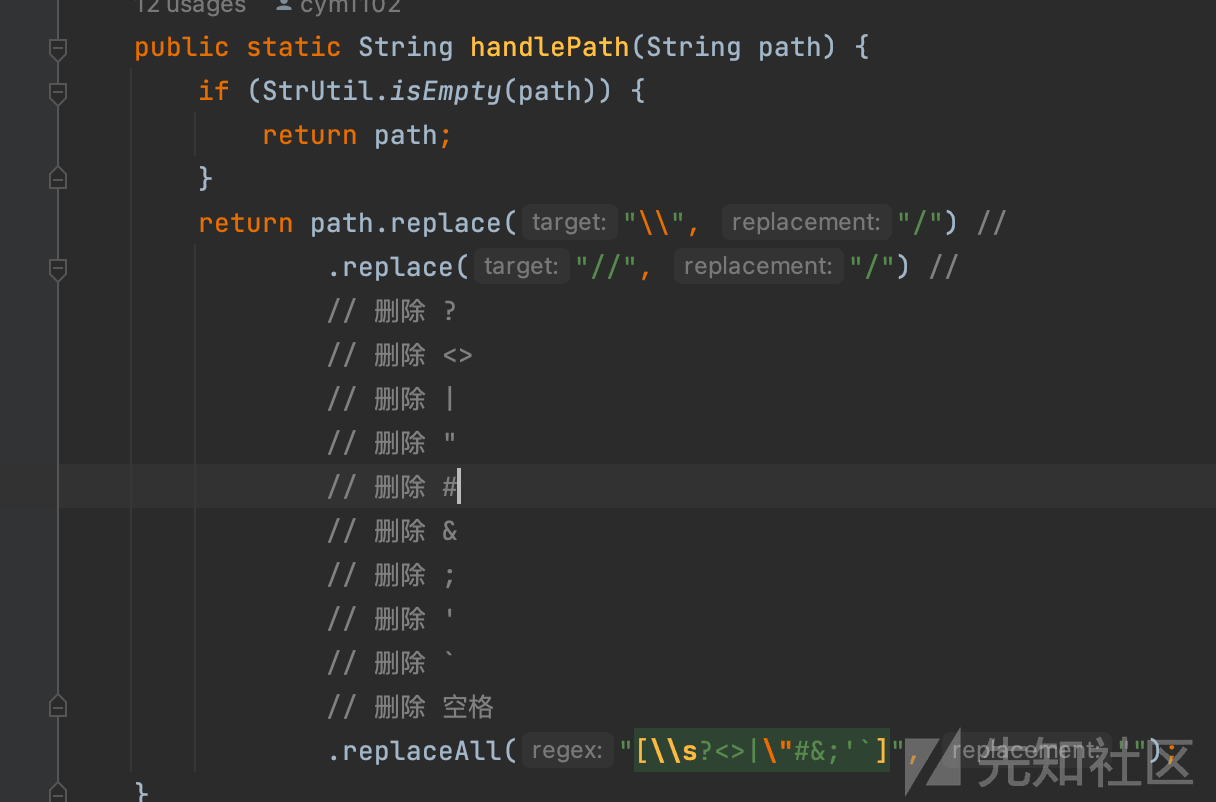 12 usages cym1102
public static String handlePath(String path) {
if (StrUtil.isEmpty(path)) {
return path;
}
return path.replace( target: "\\", replacement: "/") //
.replace( target: "//", replacement: "/") //
// 删除 ?
// 删除 <>
// 删除 |
// 删除 "
// 删除 #
// 删除 &
// 删除 ;
// 删除 '
// 删除 `
// 删除 空格
.replaceAll( regex: "[\\s?<>|\"#&;'`]", replacement: "");
}
先知社区